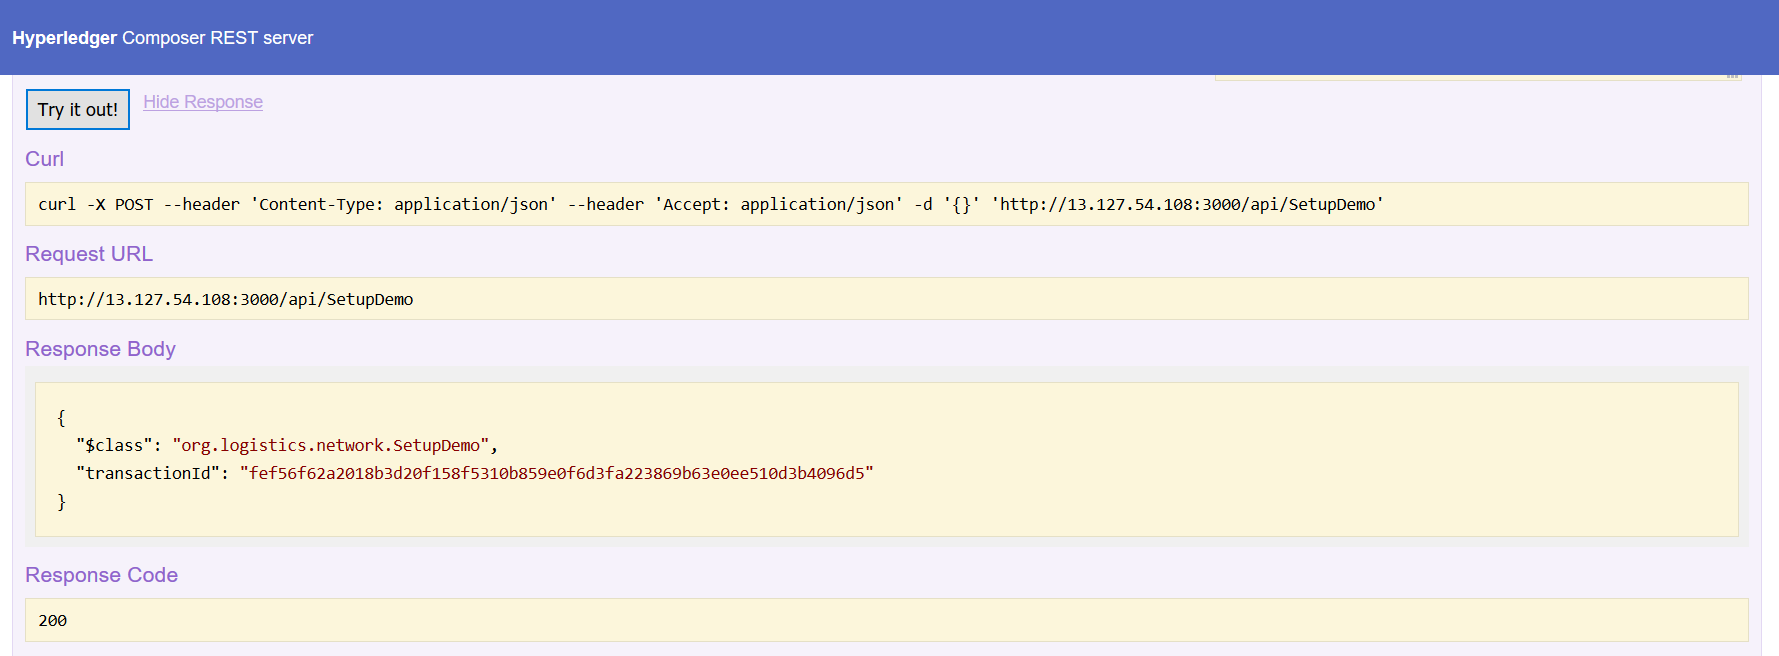 Hyperledger Composer REST server
Try it out! Hide Response
Curl
curl -X POST --header 'Content-Type: application/json' --header 'Accept: application/json' -d '{}' 'http://13.127.54.108:3000/api/SetupDemo'
Request URL
http://13.127.54.108:3000/api/SetupDemo
Response Body
{
"$class": "org.logistics.network.SetupDemo",
"transactionId": "fef56f62a2018b3d20f158f5310b859e0f6d3fa223869b63e0ee510d3b4096d5"
}
Response Code
200